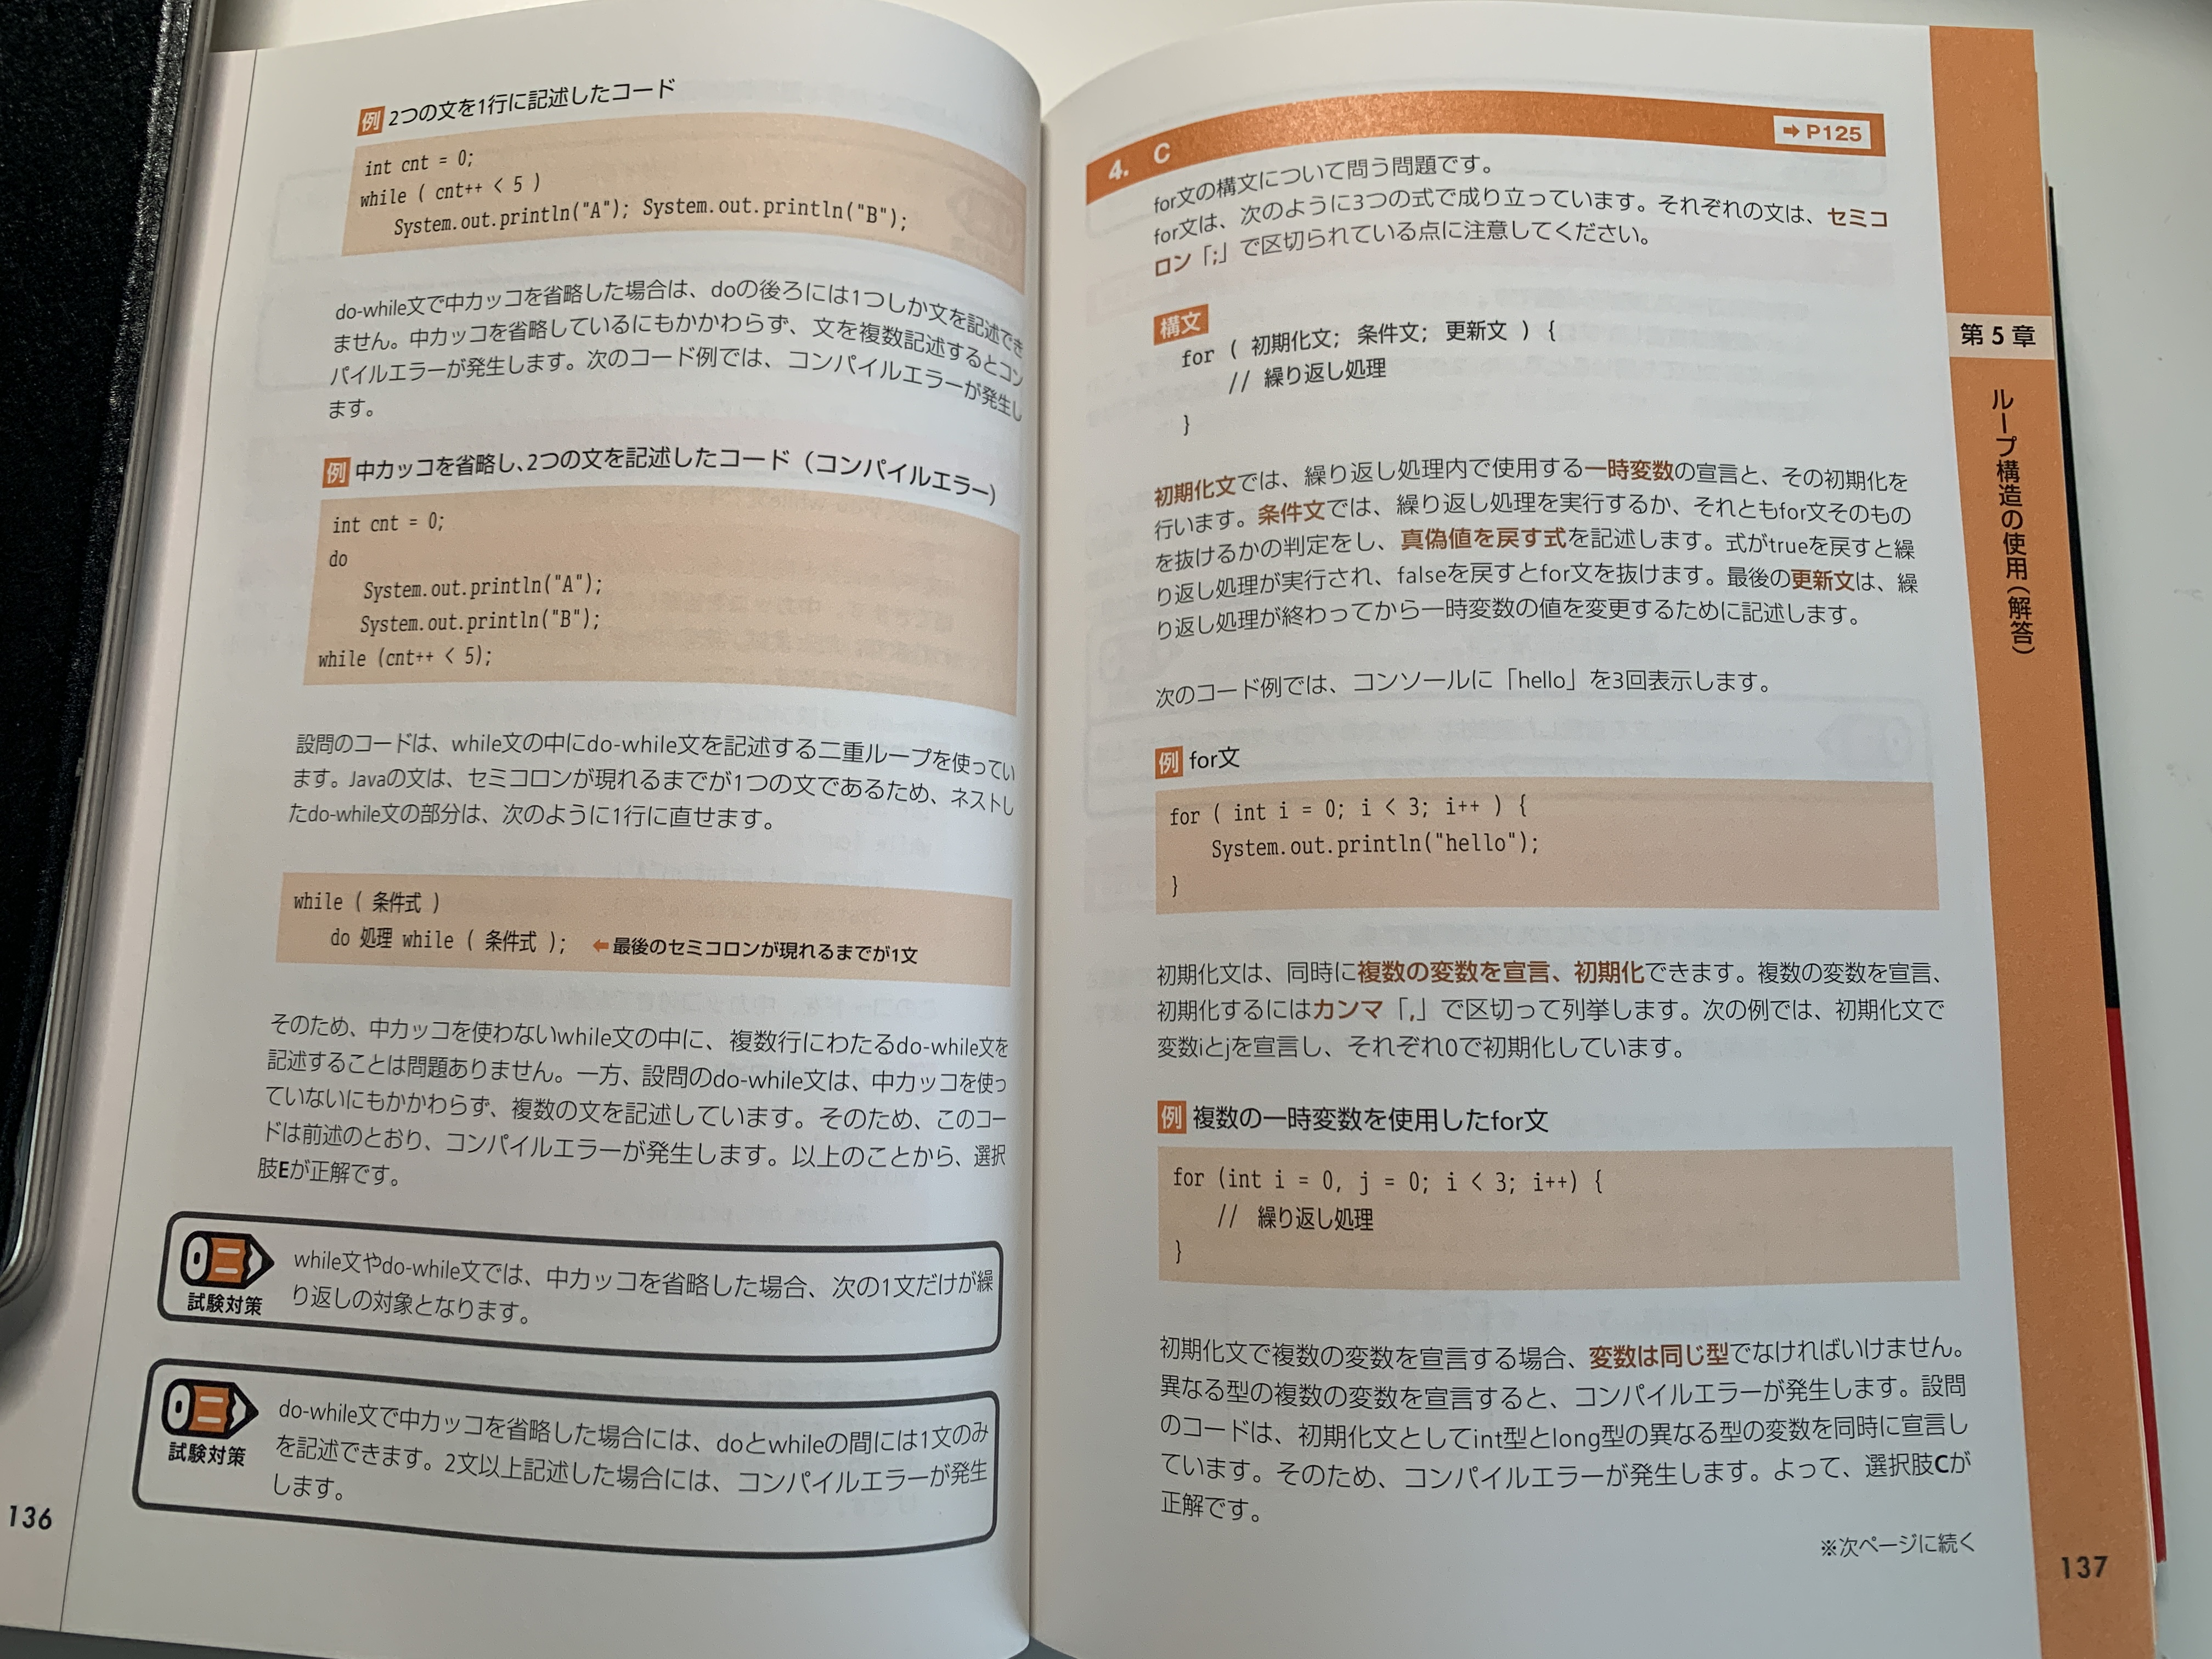 例 2つの文を1行に記述したコード
int cnt = 0;
while ( cnt++ < 5 )
System.out.println("A"); System.out.println("B");
do-while文で中カッコを省略した場合は、doの後ろには1つしか文を記述でき
ません。中カッコを省略しているにもかかわらず、文を複数記述するとコン
パイルエラーが発生します。次のコード例では、コンパイルエラーが発生し
ます。
例 中カッコを省略し、2つの文を記述したコード（コンパイルエラー）
int cnt = 0;
do
System.out.println("A");
System.out.println("B");
while (cnt++ < 5);
設問のコードは、while文の中にdo-while文を記述する二重ループを使ってい
ます。Javaの文は、セミコロンが現れるまでが1つの文であるため、ネストし
たdo-while文の部分は、次のように1行に直せます。
while ( 条件式 )
do 処理 while ( 条件式 ); ←最後のセミコロンが現れるまでが1文
そのため、中カッコを使わないwhile文の中に、複数行にわたるdo-while文を
記述することは問題ありません。一方、設問のdo-while文は、中カッコを使っ
ていないにもかかわらず、複数の文を記述しています。そのため、このコー
ドは前述のとおり、コンパイルエラーが発生します。以上のことから、選択
肢Eが正解です。
試験対策
while文やdo-while文では、中カッコを省略した場合、次の1文だけが繰
り返しの対象となります。
試験対策
do-while文で中カッコを省略した場合には、doとwhileの間には1文のみ
を記述できます。2文以上記述した場合には、コンパイルエラーが発生
します。
136
4. C ➡P125
for文の構文について問う問題です。
for文は、次のように3つの式で成り立っています。それぞれの文は、セミコ
ロン「;」で区切られている点に注意してください。
構文
for ( 初期化文; 条件文; 更新文 ) {
// 繰り返し処理
}
初期化文では、繰り返し処理内で使用する一時変数の宣言と、その初期化を
行います。条件文では、繰り返し処理を実行するか、それともfor文そのもの
を抜けるかの判定をし、真偽値を戻す式を記述します。式がtrueを戻すと繰
り返し処理が実行され、falseを戻すとfor文を抜けます。最後の更新文は、繰
り返し処理が終わってから一時変数の値を変更するために記述します。
次のコード例では、コンソールに「hello」を3回表示します。
例 for文
for ( int i = 0; i < 3; i++ ) {
System.out.println("hello");
}
初期化文は、同時に複数の変数を宣言、初期化できます。複数の変数を宣言、
初期化するにはカンマ「,」で区切って列挙します。次の例では、初期化文で
変数iとjを宣言し、それぞれ0で初期化しています。
例 複数の一時変数を使用したfor文
for (int i = 0, j = 0; i < 3; i++) {
// 繰り返し処理
}
初期化文で複数の変数を宣言する場合、変数は同じ型でなければいけません。
異なる型の複数の変数を宣言すると、コンパイルエラーが発生します。設問
のコードは、初期化文としてint型とlong型の異なる型の変数を同時に宣言し
ています。そのため、コンパイルエラーが発生します。よって、選択肢Cが
正解です。
※次ページに続く
第5章
ループ構造の使用（解答）
137